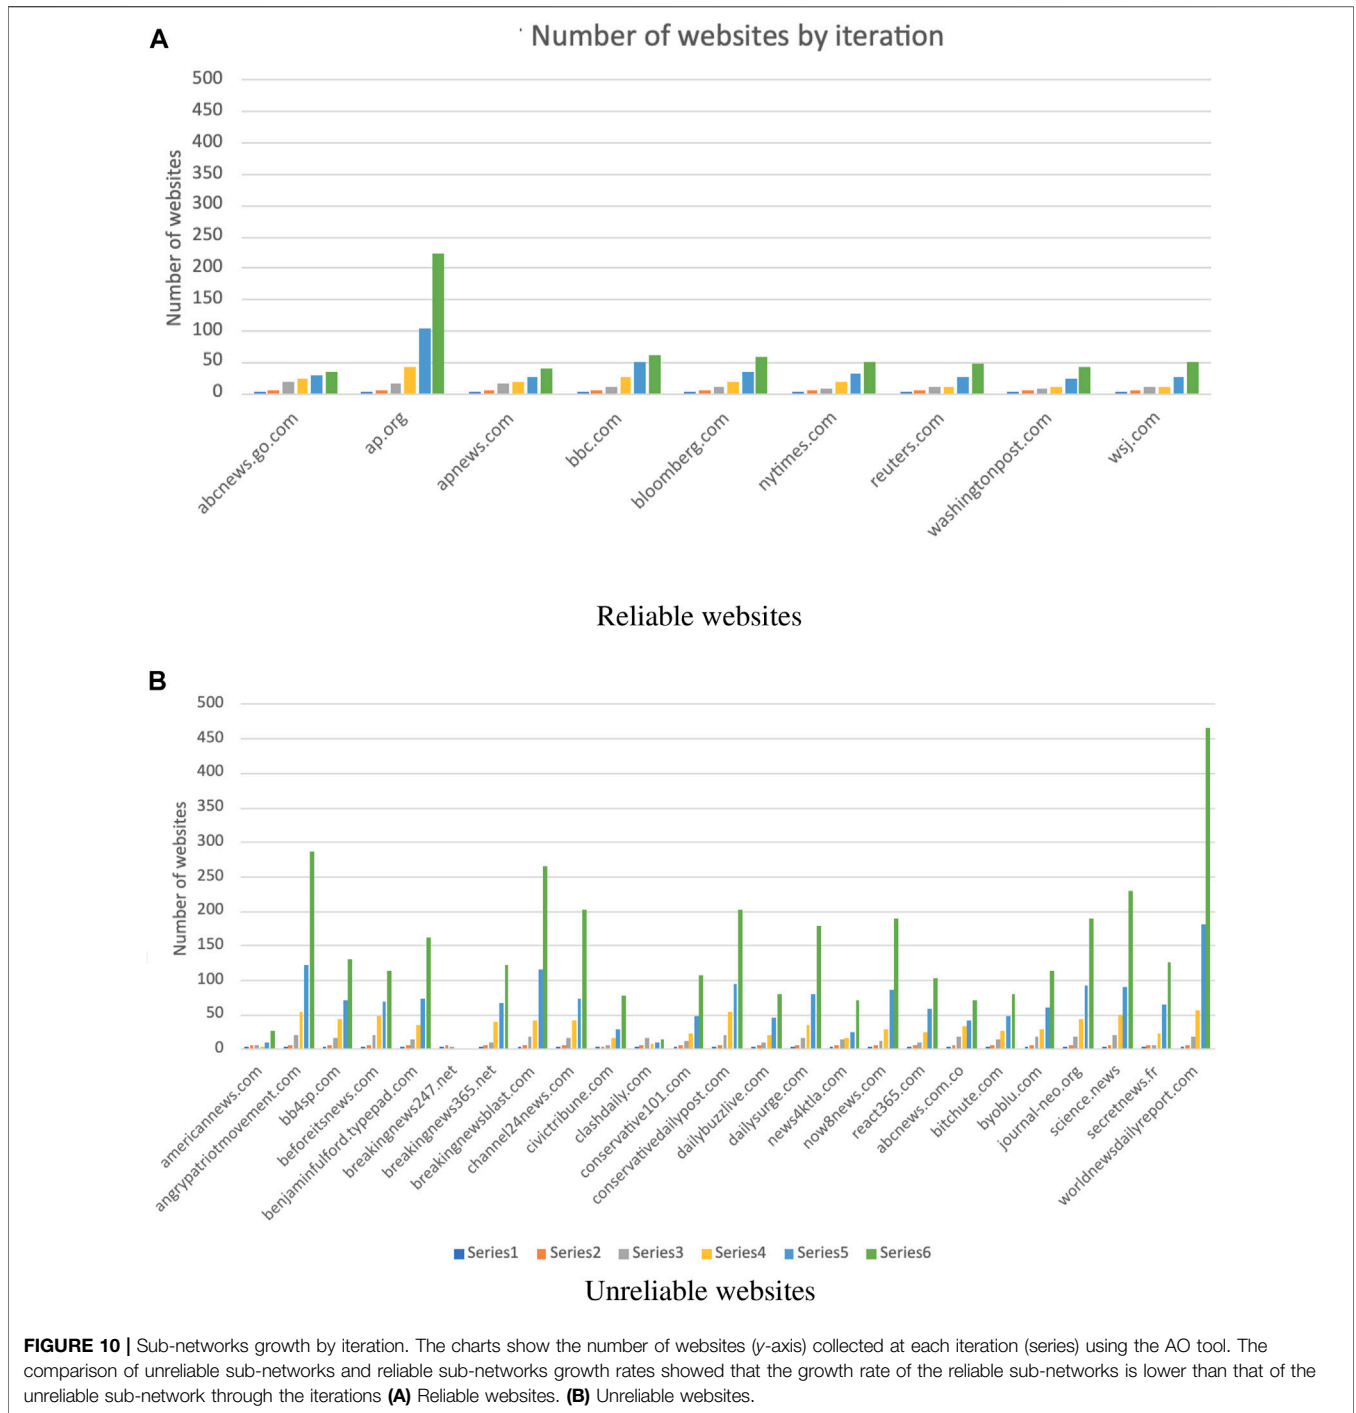 A
Number of websites by iteration
500
450
400
350
300
250
200
150
100
50
0
Number of websites
abcnews.go.com
ap.org
apnews.com
bbc.com
bloomberg.com
nytimes.com
reuters.com
washingtonpost.com
wsj.com
Reliable websites
B
500
450
400
350
300
250
200
150
100
50
0
Number of websites
americannews.com
angrypatriotmovement.com
bb4sp.com
beforeitsnews.com
benjaminfulford.typepad.com
breakingnews247.net
breakingnews365.net
breakingnewsblast.com
channel24news.com
civictribune.com
clashdaily.com
conservative101.com
conservativedailypost.com
dailybuzzlive.com
dailysurge.com
news4ktla.com
now8news.com
react365.com
abcnews.com.co
bitchute.com
byoblu.com
journal-neo.org
science.news
secretnews.fr
worldnewsdailyreport.com
Series1 Series2 Series3 Series4 Series5 Series6
Unreliable websites
FIGURE 10 | Sub-networks growth by iteration. The charts show the number of websites (y-axis) collected at each iteration (series) using the AO tool. The
comparison of unreliable sub-networks and reliable sub-networks growth rates showed that the growth rate of the reliable sub-networks is lower than that of the
unreliable sub-network through the iterations (A) Reliable websites. (B) Unreliable websites.